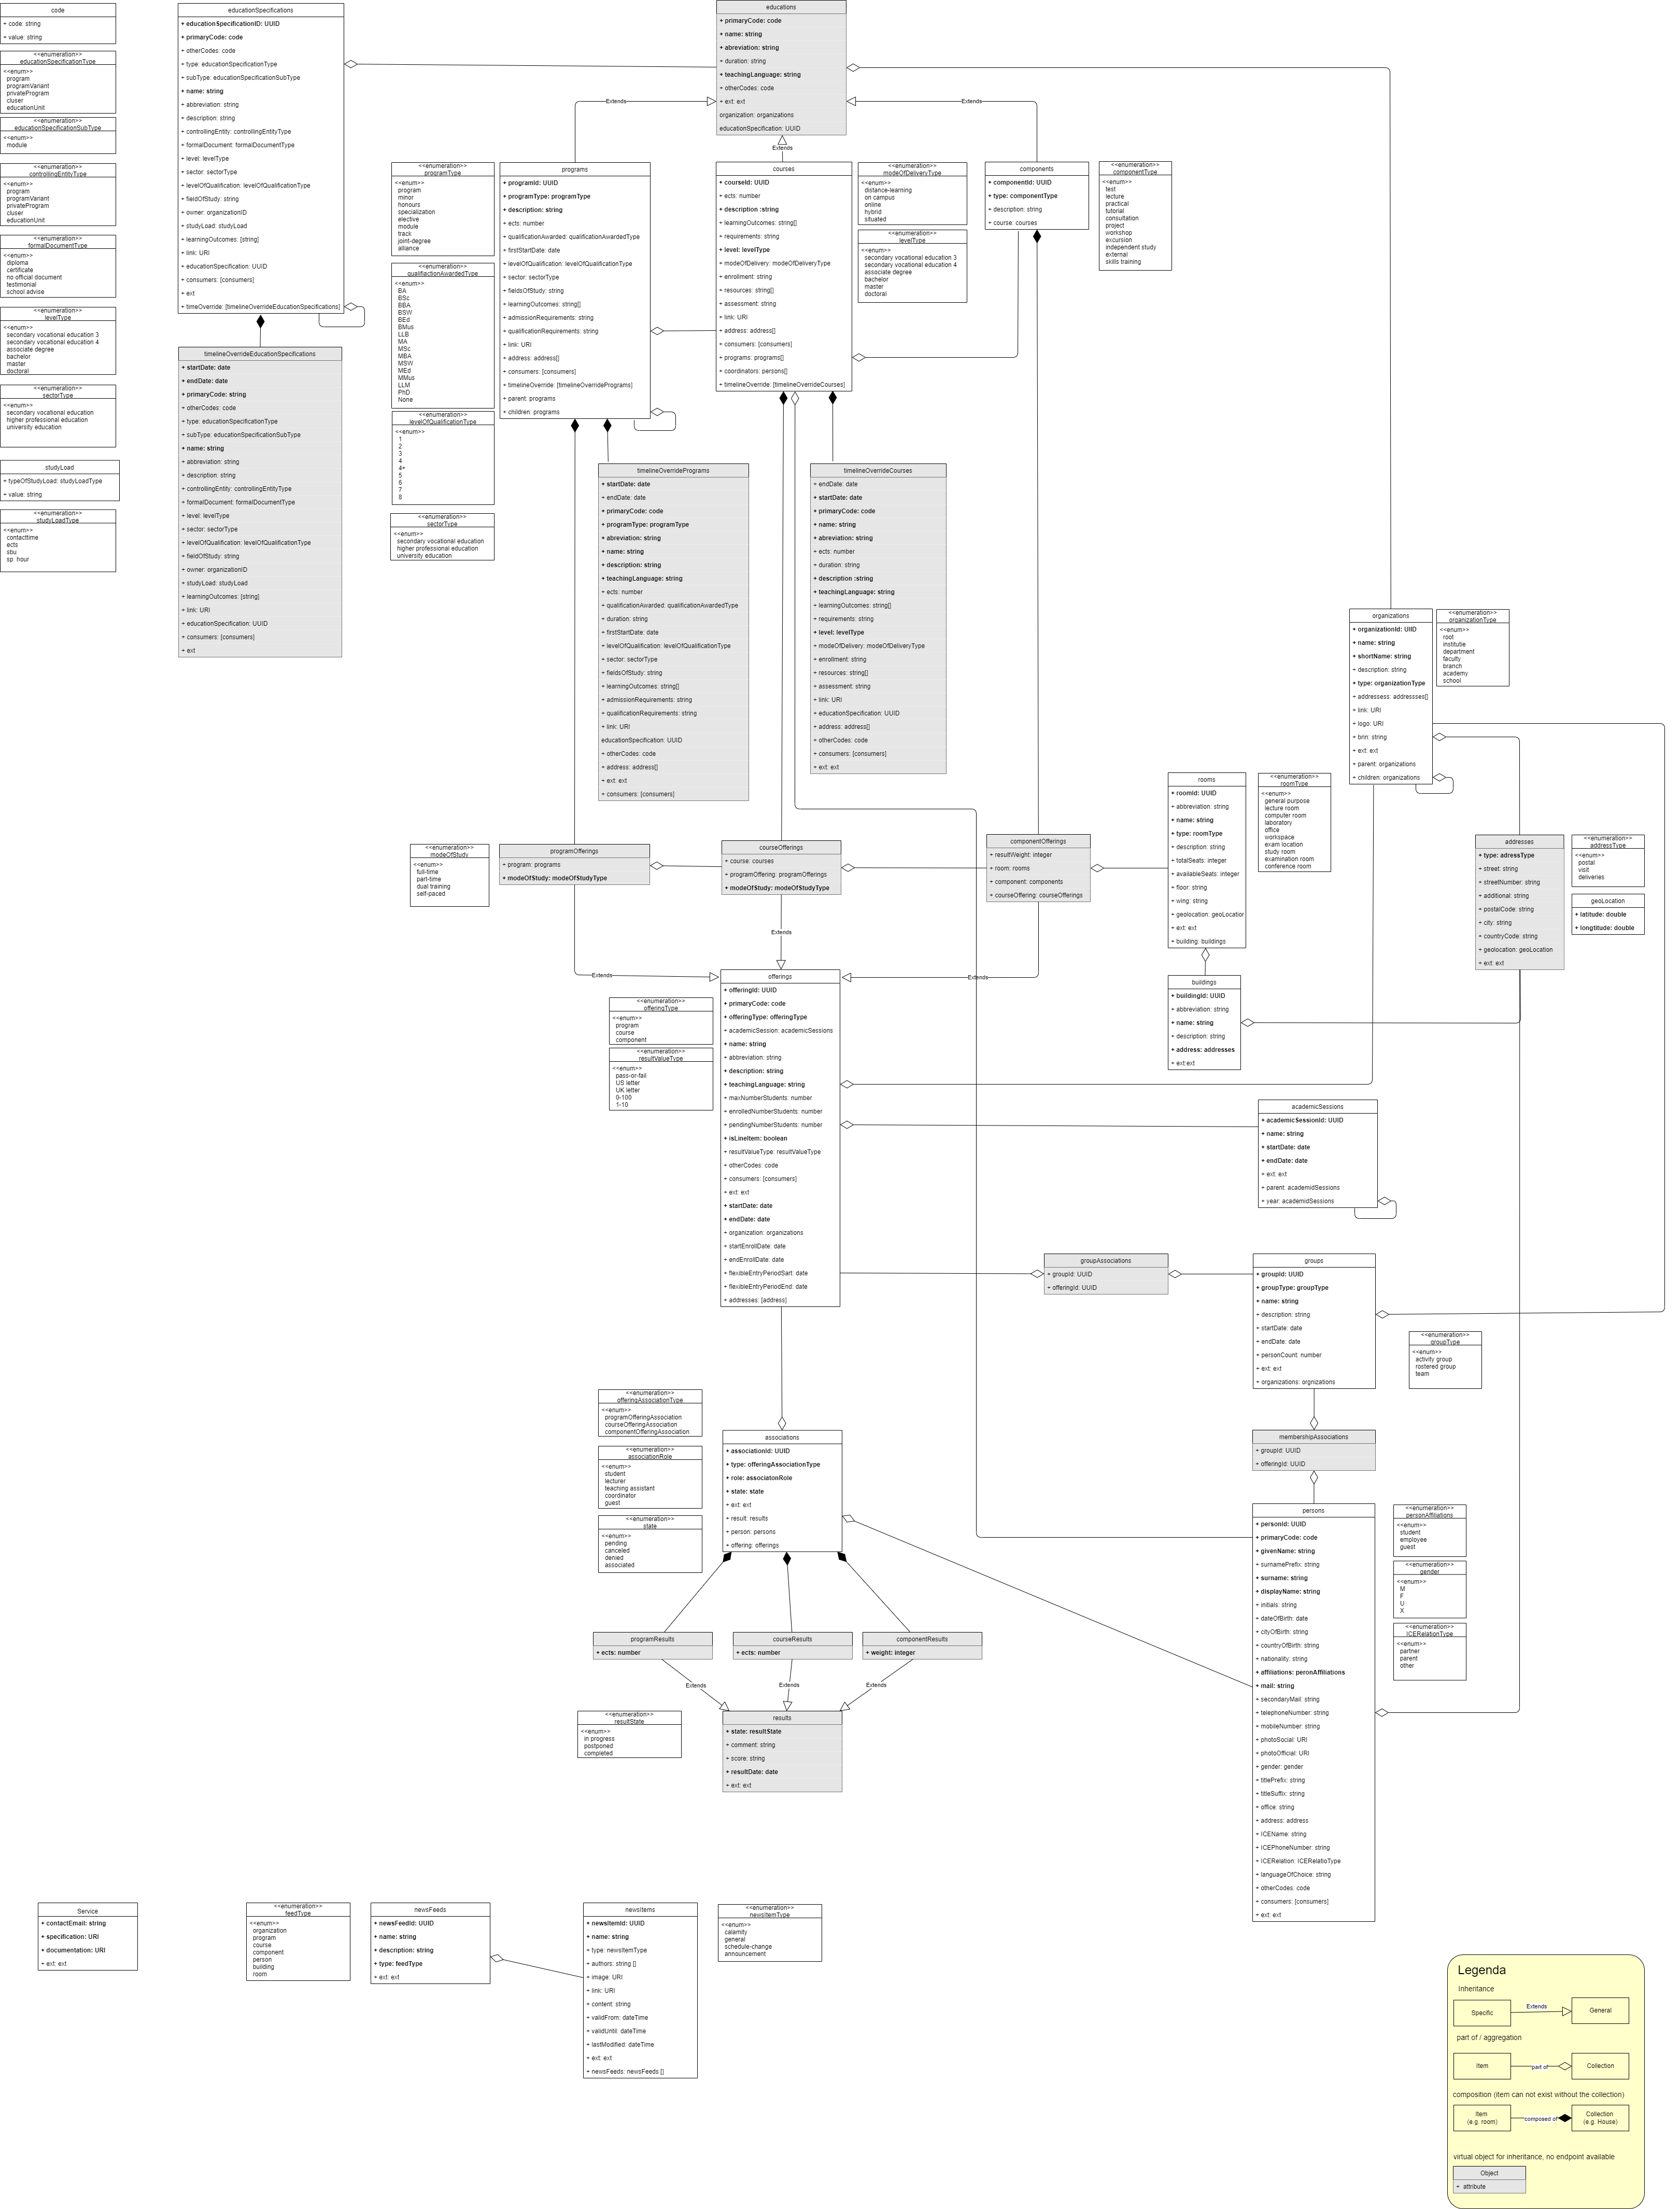 code
+ code: string
+ value: string
<<enumeration>>
educationSpecificationType
<<enum>>
program
programVariant
privateProgram
cluser
educationUnit
<<enumeration>>
educationSpecificationSubType
<<enum>>
module
<<enumeration>>
controllingEntityType
<<enum>>
program
programVariant
privateProgram
cluser
educationUnit
<<enumeration>>
formalDocumentType
<<enum>>
diploma
certificate
no official document
testimonial
school advise
<<enumeration>>
levelType
<<enum>>
secondary vocational education 3
secondary vocational education 4
associate degree
bachelor
master
doctoral
<<enumeration>>
sectorType
<<enum>>
secondary vocational education
higher professional education
university education
studyLoad
+ typeOfStudyLoad: studyLoadType
+ value: string
<<enumeration>>
studyLoadType
<<enum>>
contacttime
ects
sbu
sp_hour
educationSpecifications
+ educationSpecificationID: UUID
+ primaryCode: code
+ otherCodes: code
+ type: educationSpecificationType
+ subType: educationSpecificationSubType
+ name: string
+ abbreviation: string
+ description: string
+ controllingEntity: controllingEntityType
+ formalDocument: formalDocumentType
+ level: levelType
+ sector: sectorType
+ levelOfQualification: levelOfQualificationType
+ fieldOfStudy: string
+ owner: organizationID
+ studyLoad: studyLoad
+ learningOutcomes: [string]
+ link: URI
+ educationSpecification: UUID
+ consumers: [consumers]
+ ext
+ timeOverride: [timelineOverrideEducationSpecifications]
timelineOverrideEducationSpecifications
+ startDate: date
+ endDate: date
+ primaryCode: string
+ otherCodes: code
+ type: educationSpecificationType
+ subType: educationSpecificationSubType
+ name: string
+ abbreviation: string
+ description: string
+ controllingEntity: controllingEntityType
+ formalDocument: formalDocumentType
+ level: levelType
+ sector: sectorType
+ levelOfQualification: levelOfQualificationType
+ fieldOfStudy: string
+ owner: organizationID
+ studyLoad: studyLoad
+ learningOutcomes: [string]
+ link: URI
+ educationSpecification: UUID
+ consumers: [consumers]
+ ext
educations
+ primaryCode: code
+ name: string
+ abreviation: string
+ duration: string
+ teachingLanguage: string
+ otherCodes: code
+ ext: ext
organization: organizations
educationSpecification: UUID
Extends
Extends
Extends
<<enumeration>>
programType
<<enum>>
program
minor
honours
specialization
elective
module
track
joint-degree
alliance
<<enumeration>>
qualifiactionAwardedType
<<enum>>
BA
BSc
BBA
BSW
BEd
BMus
LLB
MA
MSc
MBA
MSW
MEd
MMus
LLM
PhD
None
<<enumeration>>
levelOfQualificationType
<<enum>>
1
2
3
4
4+
5
6
7
8
<<enumeration>>
sectorType
<<enum>>
secondary vocational education
higher professional education
university education
programs
+ programId: UUID
+ programType: programType
+ description: string
+ ects: number
+ qualificationAwarded: qualificationAwardedType
+ firstStartDate: date
+ levelOfQualification: levelOfQualificationType
+ sector: sectorType
+ fieldsOfStudy: string
+ learningOutcomes: string[]
+ admissionRequirements: string
+ qualificationRequirements: string
+ link: URI
+ address: address[]
+ consumers: [consumers]
+ timelineOverride: [timelineOverridePrograms]
+ parent: programs
+ children: programs
courses
+ courseId: UUID
+ ects: number
+ description :string
+ learningOutcomes: string[]
+ requirements: string
+ level: levelType
+ modeOfDelivery: modeOfDeliveryType
+ enrollment: string
+ resources: string[]
+ assessment: string
+ link: URI
+ address: address[]
+ consumers: [consumers]
+ programs: programs[]
+ coordinators: persons[]
+ timelineOverride: [timelineOverrideCourses]
<<enumeration>>
modeOfDeliveryType
<<enum>>
distance-learning
on campus
online
hybrid
situated
<<enumeration>>
levelType
<<enum>>
secondary vocational education 3
secondary vocational education 4
associate degree
bachelor
master
doctoral
components
+ componentId: UUID
+ type: componentType
+ description: string
+ course: courses
<<enumeration>>
componentType
<<enum>>
test
lecture
practical
tutorial
consultation
project
workshop
excursion
independent study
external
skills training
timelineOverridePrograms
+ startDate: date
+ endDate: date
+ primaryCode: code
+ programType: programType
+ abreviation: string
+ name: string
+ description: string
+ teachingLanguage: string
+ ects: number
+ qualificationAwarded: qualificationAwardedType
+ duration: string
+ firstStartDate: date
+ levelOfQualification: levelOfQualificationType
+ sector: sectorType
+ fieldsOfStudy: string
+ learningOutcomes: string[]
+ admissionRequirements: string
+ qualificationRequirements: string
+ link: URI
educationSpecification: UUID
+ otherCodes: code
+ address: address[]
+ ext: ext
+ consumers: [consumers]
timelineOverrideCourses
+ endDate: date
+ startDate: date
+ primaryCode: code
+ name: string
+ abreviation: string
+ ects: number
+ duration: string
+ description :string
+ teachingLanguage: string
+ learningOutcomes: string[]
+ requirements: string
+ level: levelType
+ modeOfDelivery: modeOfDeliveryType
+ enrollment: string
+ resources: string[]
+ assessment: string
+ link: URI
+ educationSpecification: UUID
+ address: address[]
+ otherCodes: code
+ consumers: [consumers]
+ ext: ext
organizations
+ organizationId: UIID
+ name: string
+ shortName: string
+ description: string
+ type: organizationType
+ addressess: addressses[]
+ link: URI
+ logo: URI
+ brin: string
+ ext: ext
+ parent: organizations
+ children: organizations
<<enumeration>>
organizationType
<<enum>>
root
institutie
department
faculty
branch
academy
school
rooms
+ roomId: UUID
+ abbreviation: string
+ name: string
+ type: roomType
+ description: string
+ totalSeats: integer
+ availableSeats: integer
+ floor: string
+ wing: string
+ geolocation: geoLocation
+ ext: ext
+ building: buildings
<<enumeration>>
roomType
<<enum>>
general purpose
lecture room
computer room
laboratory
office
workspace
exam location
study room
examination room
conference room
addresses
+ type: adressType
+ street: string
+ streetNumber: string
+ additional: string
+ postalCode: string
+ city: string
+ countryCode: string
+ geolocation: geoLocation
+ ext: ext
<<enumeration>>
addressType
<<enum>>
postal
visit
deliveries
geoLocation
+ latitude: double
+ longtitude: double
<<enumeration>>
modeOfStudy
<<enum>>
full-time
part-time
dual training
self-paced
programOfferings
+ program: programs
+ modeOfStudy: modeOfStudyType
courseOfferings
+ course: courses
+ programOffering: programOfferings
+ modeOfStudy: modeOfStudyType
componentOfferings
+ resultWeight: integer
+ room: rooms
+ component: components
+ courseOffering: courseOfferings
Extends
Extends
Extends
buildings
+ buildingId: UUID
+ abbreviation: string
+ name: string
+ description: string
+ address: addresses
+ ext:ext
<<enumeration>>
offeringType
<<enum>>
program
course
component
<<enumeration>>
resultValueType
<<enum>>
pass-or-fail
US letter
UK letter
0-100
1-10
offerings
+ offeringId: UUID
+ primaryCode: code
+ offeringType: offeringType
+ academicSession: academicSessions
+ name: string
+ abbreviation: string
+ description: string
+ teachingLanguage: string
+ maxNumberStudents: number
+ enrolledNumberStudents: number
+ pendingNumberStudents: number
+ isLineItem: boolean
+ resultValueType: resultValueType
+ otherCodes: code
+ consumers: [consumers]
+ ext: ext
+ startDate: date
+ endDate: date
+ organization: organizations
+ startEnrollDate: date
+ endEnrollDate: date
+ flexibleEntryPeriodSart: date
+ flexibleEntryPeriodEnd: date
+ addresses: [address]
academicSessions
+ academicSessionId: UUID
+ name: string
+ startDate: date
+ endDate: date
+ ext: ext
+ parent: academidSessions
+ year: academidSessions
groupAssociations
+ groupId: UUID
+ offeringId: UUID
groups
+ groupId: UUID
+ groupType: groupType
+ name: string
+ description: string
+ startDate: date
+ endDate: date
+ personCount: number
+ ext: ext
+ organizations: orgnizations
<<enumeration>>
groupType
<<enum>>
activity group
rostered group
team
<<enumeration>>
offeringAssociationType
<<enum>>
programOfferingAssociation
courseOfferingAssociation
componentOfferingAssociation
<<enumeration>>
associationRole
<<enum>>
student
lecturer
teaching assistant
coordinator
guest
<<enumeration>>
state
<<enum>>
pending
canceled
denied
associated
associations
+ associationId: UUID
+ type: offeringAssociationType
+ role: associatonRole
+ state: state
+ ext: ext
+ result: results
+ person: persons
+ offering: offerings
membershipAssociations
+ groupId: UUID
+ offeringId: UUID
persons
+ personId: UUID
+ primaryCode: code
+ givenName: string
+ surnamePrefix: string
+ surname: string
+ displayName: string
+ initials: string
+ dateOfBirth: date
+ cityOfBirth: string
+ countryOfBirth: string
+ nationality: string
+ affiliations: peronAffiliations
+ mail: string
+ secondaryMail: string
+ telephoneNumber: string
+ mobileNumber: string
+ photoSocial: URI
+ photoOfficial: URI
+ gender: gender
+ titlePrefix: string
+ titleSuffix: string
+ office: string
+ address: address
+ ICEName: string
+ ICEPhoneNumber: string
+ ICERelation: ICERelatioType
+ languageOfChoice: string
+ otherCodes: code
+ consumers: [consumers]
+ ext: ext
<<enumeration>>
personAffiliations
<<enum>>
student
employee
guest
<<enumeration>>
gender
<<enum>>
M
F
U
X
<<enumeration>>
ICERelationType
<<enum>>
partner
parent
other
programResults
+ ects: number
courseResults
+ ects: number
componentResults
+ weight: integer
Extends
Extends
Extends
<<enumeration>>
resultState
<<enum>>
in progress
postponed
completed
results
+ state: resultState
+ comment: string
+ score: string
+ resultDate: date
+ ext: ext
Service
+ contactEmail: string
+ specification: URI
+ documentation: URI
+ ext: ext
<<enumeration>>
feedType
<<enum>>
organization
program
course
component
person
building
room
newsFeeds
+ newsFeedId: UUID
+ name: string
+ description: string
+ type: feedType
+ ext: ext
newsItems
+ newsItemId: UUID
+ name: string
+ type: newsItemType
+ authors: string []
+ image: URI
+ link: URI
+ content: string
+ validFrom: dateTime
+ validUntil: dateTime
+ lastModified: dateTime
+ ext: ext
+ newsFeeds: newsFeeds []
<<enumeration>>
newsItemType
<<enum>>
calamity
general
schedule-change
announcement
Legenda
Inheritance
Specific
Extends
General
part of / aggregation
Item
part of
Collection
composition (item can not exist without the collection)
Item
(e.g. room)
composed of
Collection
(e.g. House)
virtual object for inheritance, no endpoint available
Object
+ attribute